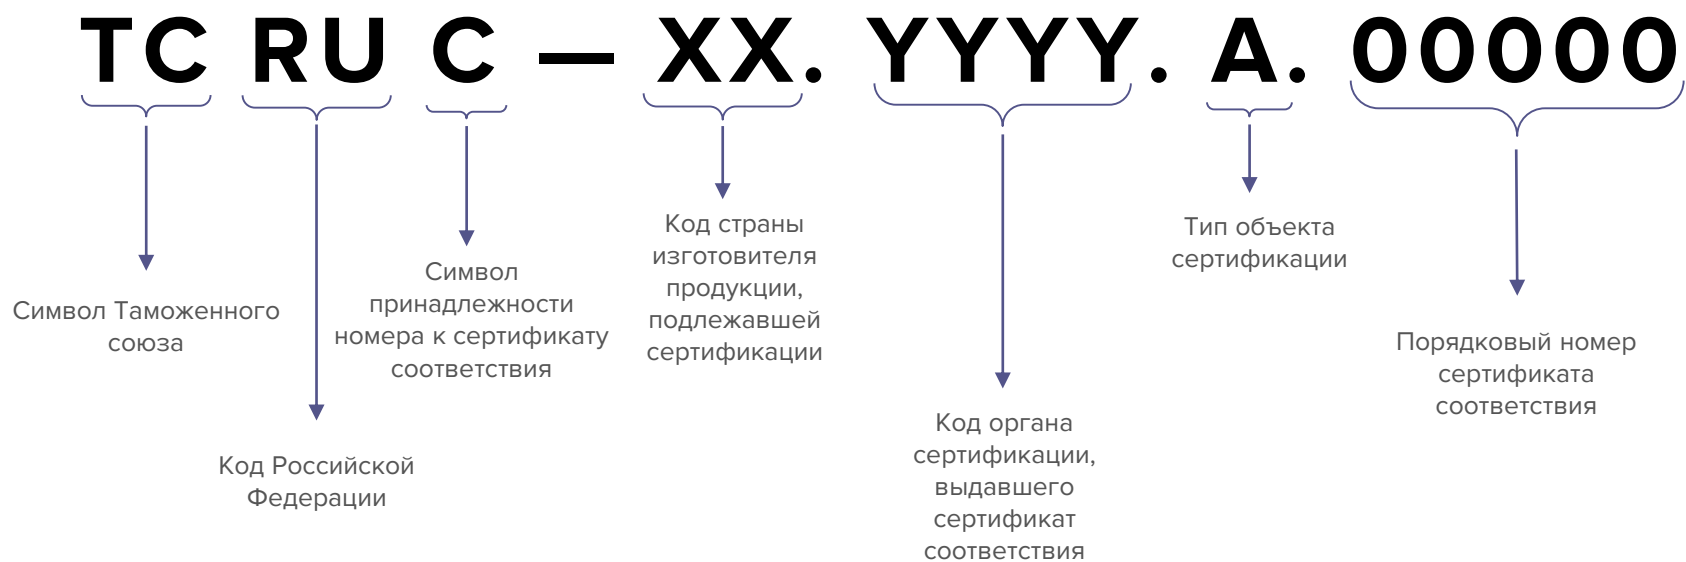 ТС RU С — XX. YYYY. А. 00000
Символ Таможенного
союза
Код Российской
Федерации
Символ
принадлежности
номера к сертификату
соответствия
Код страны
изготовителя
продукции,
подлежавшей
сертификации
Код органа
сертификации,
выдавшего
сертификат
соответствия
Тип объекта
сертификации
Порядковый номер
сертификата
соответствия